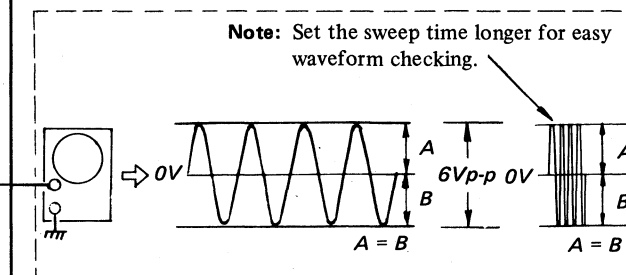 Note: Set the sweep time longer for easy
waveform checking.
0V
A
B
6Vp-p
0V
A
B
A = B
A = B